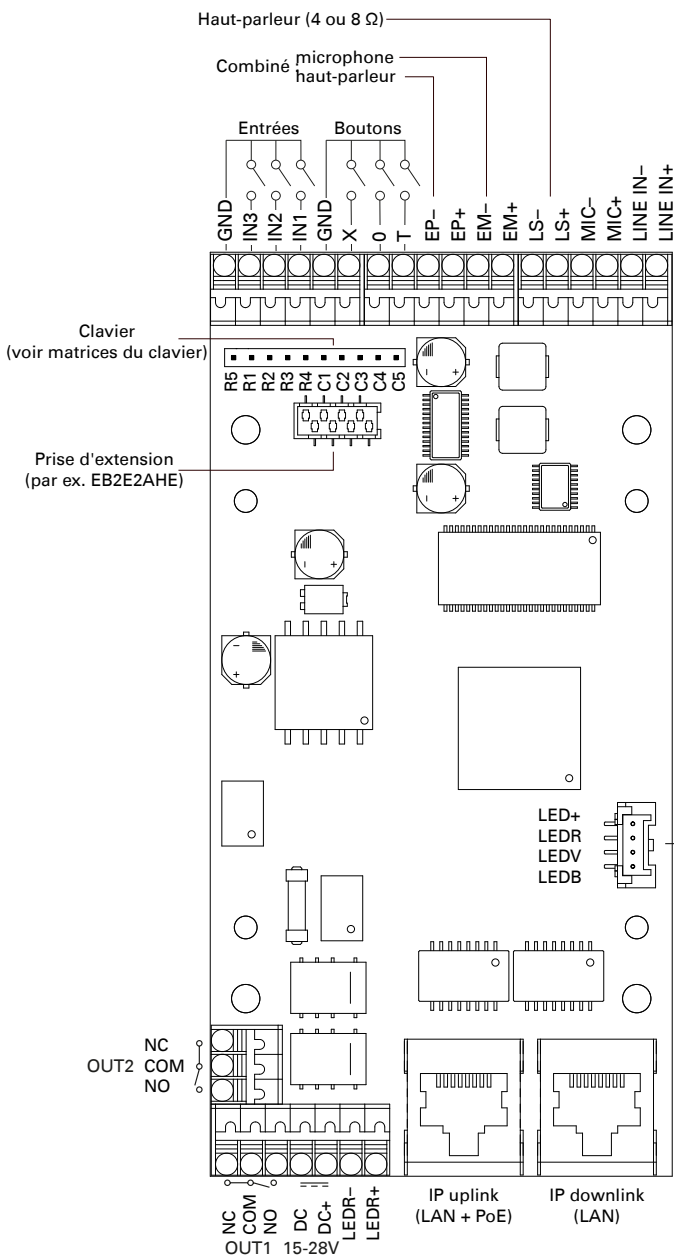 Haut-parleur (4 ou 8 Ω)
Combiné : microphone
haut-parleur
Entrées
Boutons
GND
IN3
IN2
IN1
GND
X
0
T
EP–
EP+
EM–
EM+
LS–
LS+
MIC–
MIC+
LINE IN–
LINE IN+
Clavier
(voir matrices du clavier)
R5
R1
R2
R3
R4
C1
C2
C3
C4
C5
Prise d'extension
(par ex. EB2E2AHE)
LED+
LEDR
LEDV
LEDB
NC
OUT2 COM
NO
NC
COM
NO
DC
DC+
LEDR–
LEDR+
OUT1 15-28V
IP uplink
(LAN + PoE)
IP downlink
(LAN)